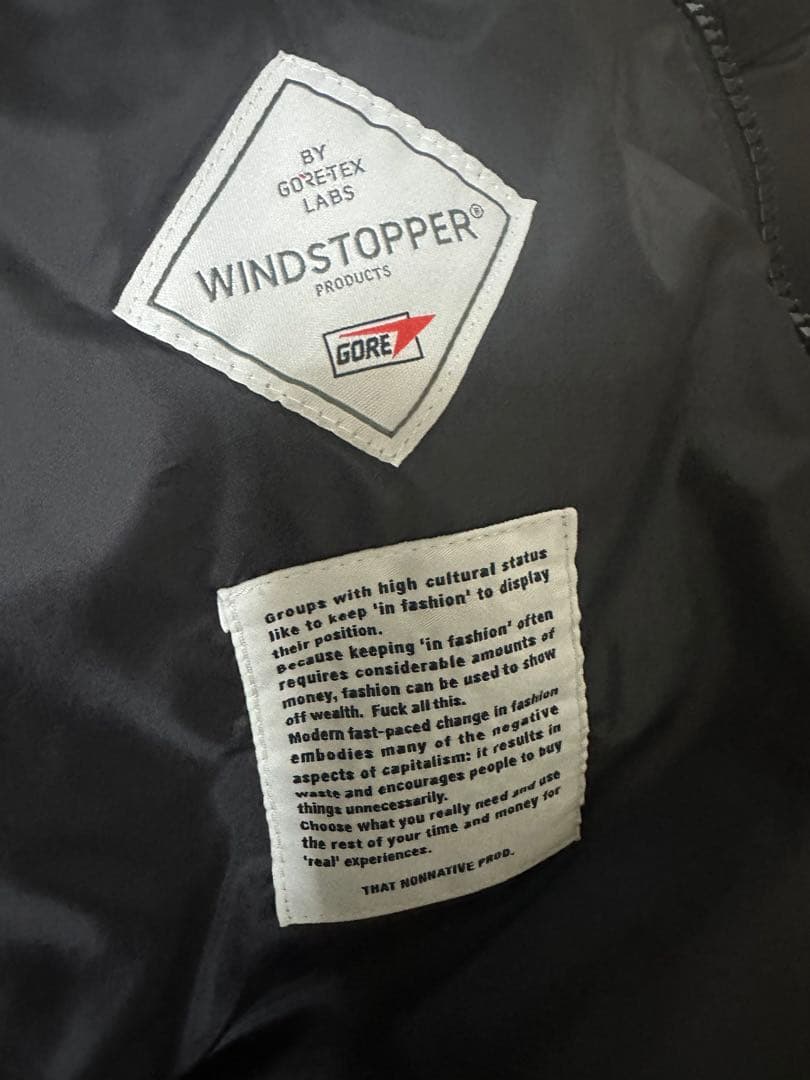 BY
GORE-TEX
LABS
WINDSTOPPER®
PRODUCTS
GORE
Groups with high cultural status
like to keep 'in fashion' to display
their position.
Because keeping 'in fashion' often
requires considerable amounts of
money, fashion can be used to show
off wealth. Fuck all this.
Modern fast-paced change in fashion
embodies many of the negative
aspects of capitalism: it results in
waste and encourages people to buy
things unnecessarily.
Choose what you really need and use
the rest of your time and money for
'real' experiences.
THAT NONNATIVE PROD.